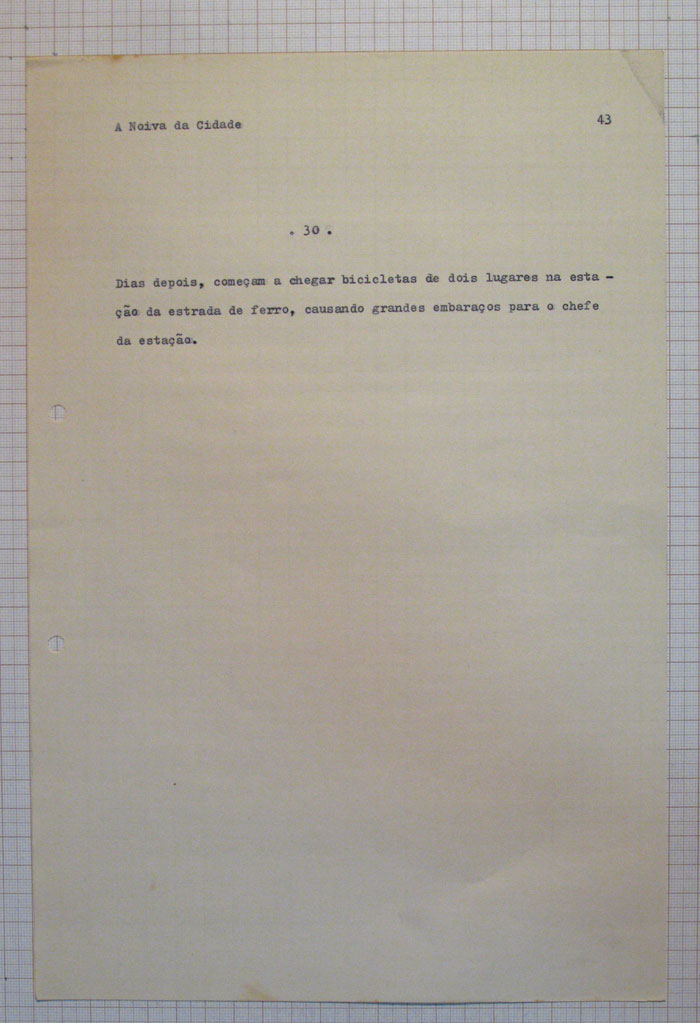 A Noiva da Cidade
43
. 30 .
Dias depois, começam a chegar bicicletas de dois lugares na esta -
ção da estrada de ferro, causando grandes embaraços para o chefe
da estação.